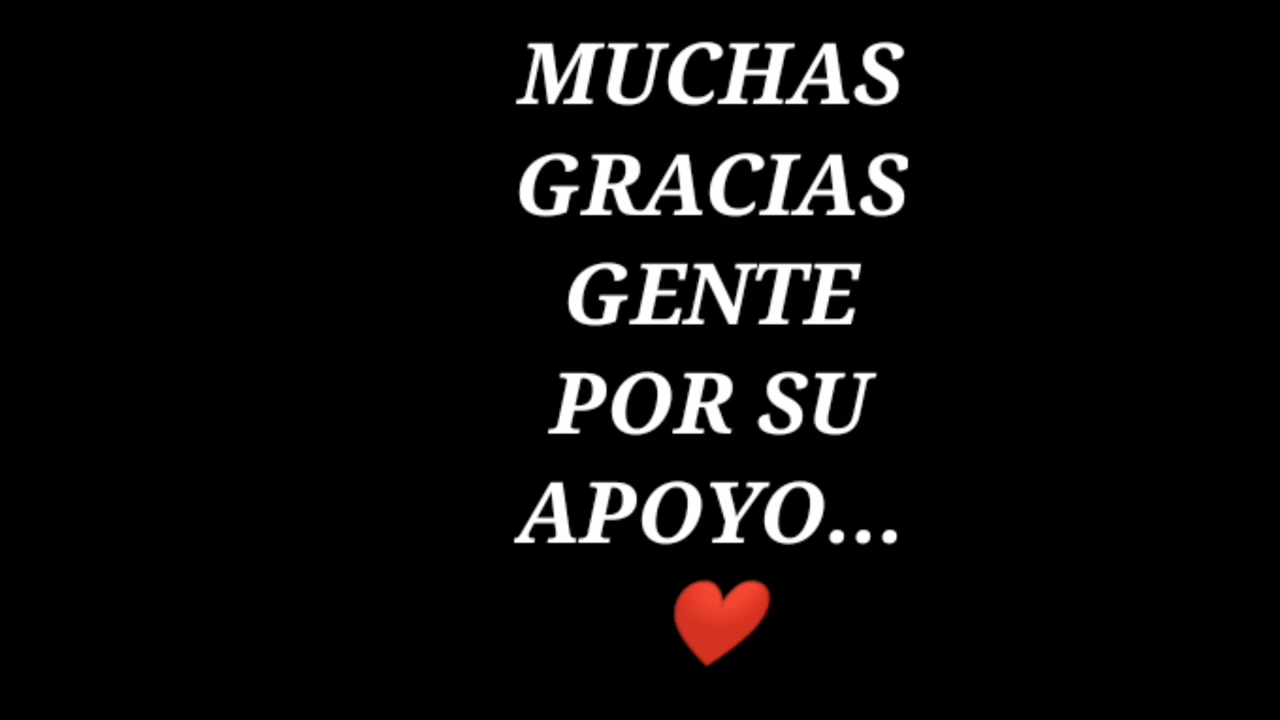 MUCHAS
GRACIAS
GENTE
POR SU
APOYO...
❤️